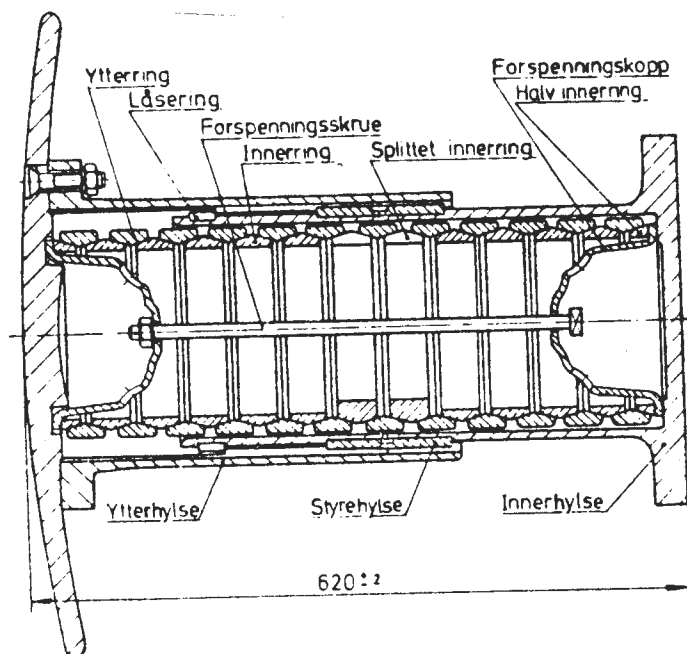 Ytterring
Låsering
Forspenningsskrue
Innerring
Splittet innerring
Forspenningskopp
Halv innerring
Ytterhylse
Styrehylse
Innerhylse
620 ± 2